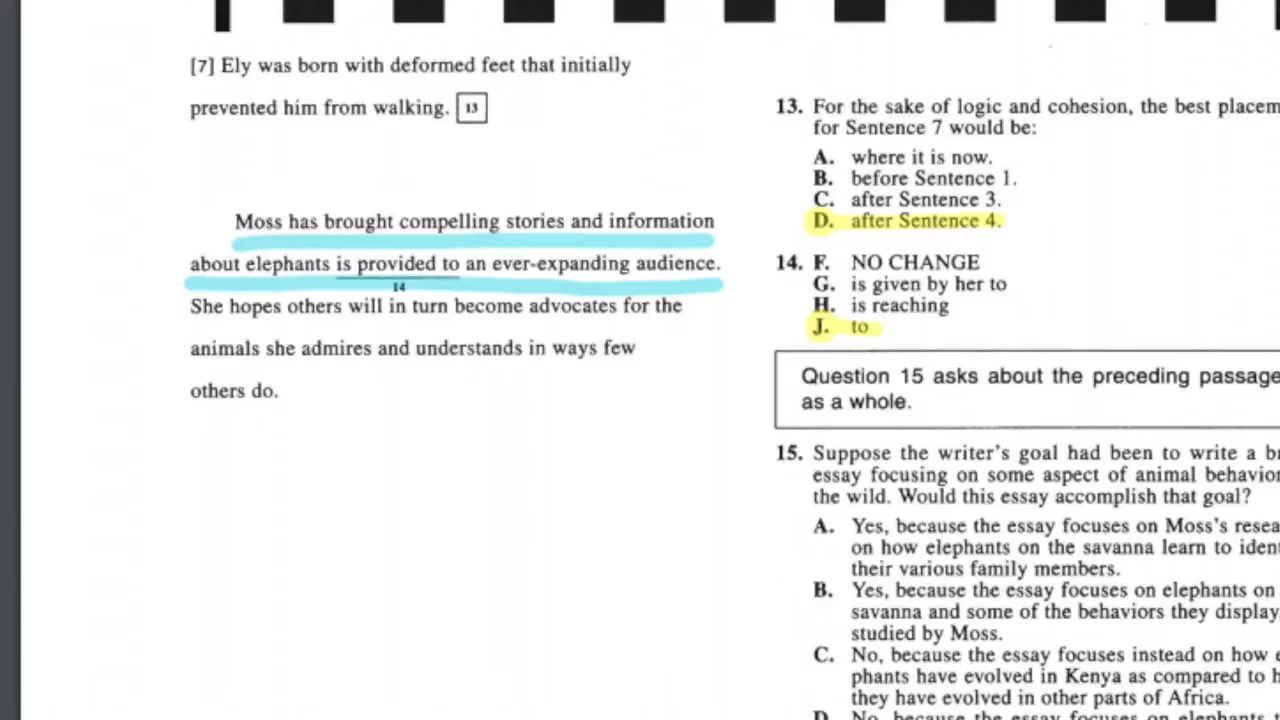 [7] Ely was born with deformed feet that initially
prevented him from walking. 13
Moss has brought compelling stories and information
about elephants is provided to an ever-expanding audience.
14
She hopes others will in turn become advocates for the
animals she admires and understands in ways few
others do.
13. For the sake of logic and cohesion, the best placem
for Sentence 7 would be:
A. where it is now.
B. before Sentence 1.
C. after Sentence 3.
D. after Sentence 4.
14. F. NO CHANGE
G. is given by her to
H. is reaching
J. to
Question 15 asks about the preceding passage
as a whole.
15. Suppose the writer's goal had been to write a br
essay focusing on some aspect of animal behavior
the wild. Would this essay accomplish that goal?
A. Yes, because the essay focuses on Moss's resea
on how elephants on the savanna learn to ident
their various family members.
B. Yes, because the essay focuses on elephants on
savanna and some of the behaviors they display,
studied by Moss.
C. No, because the essay focuses instead on how e
phants have evolved in Kenya as compared to h
they have evolved in other parts of Africa.
D. No, because the essay focuses on elephants